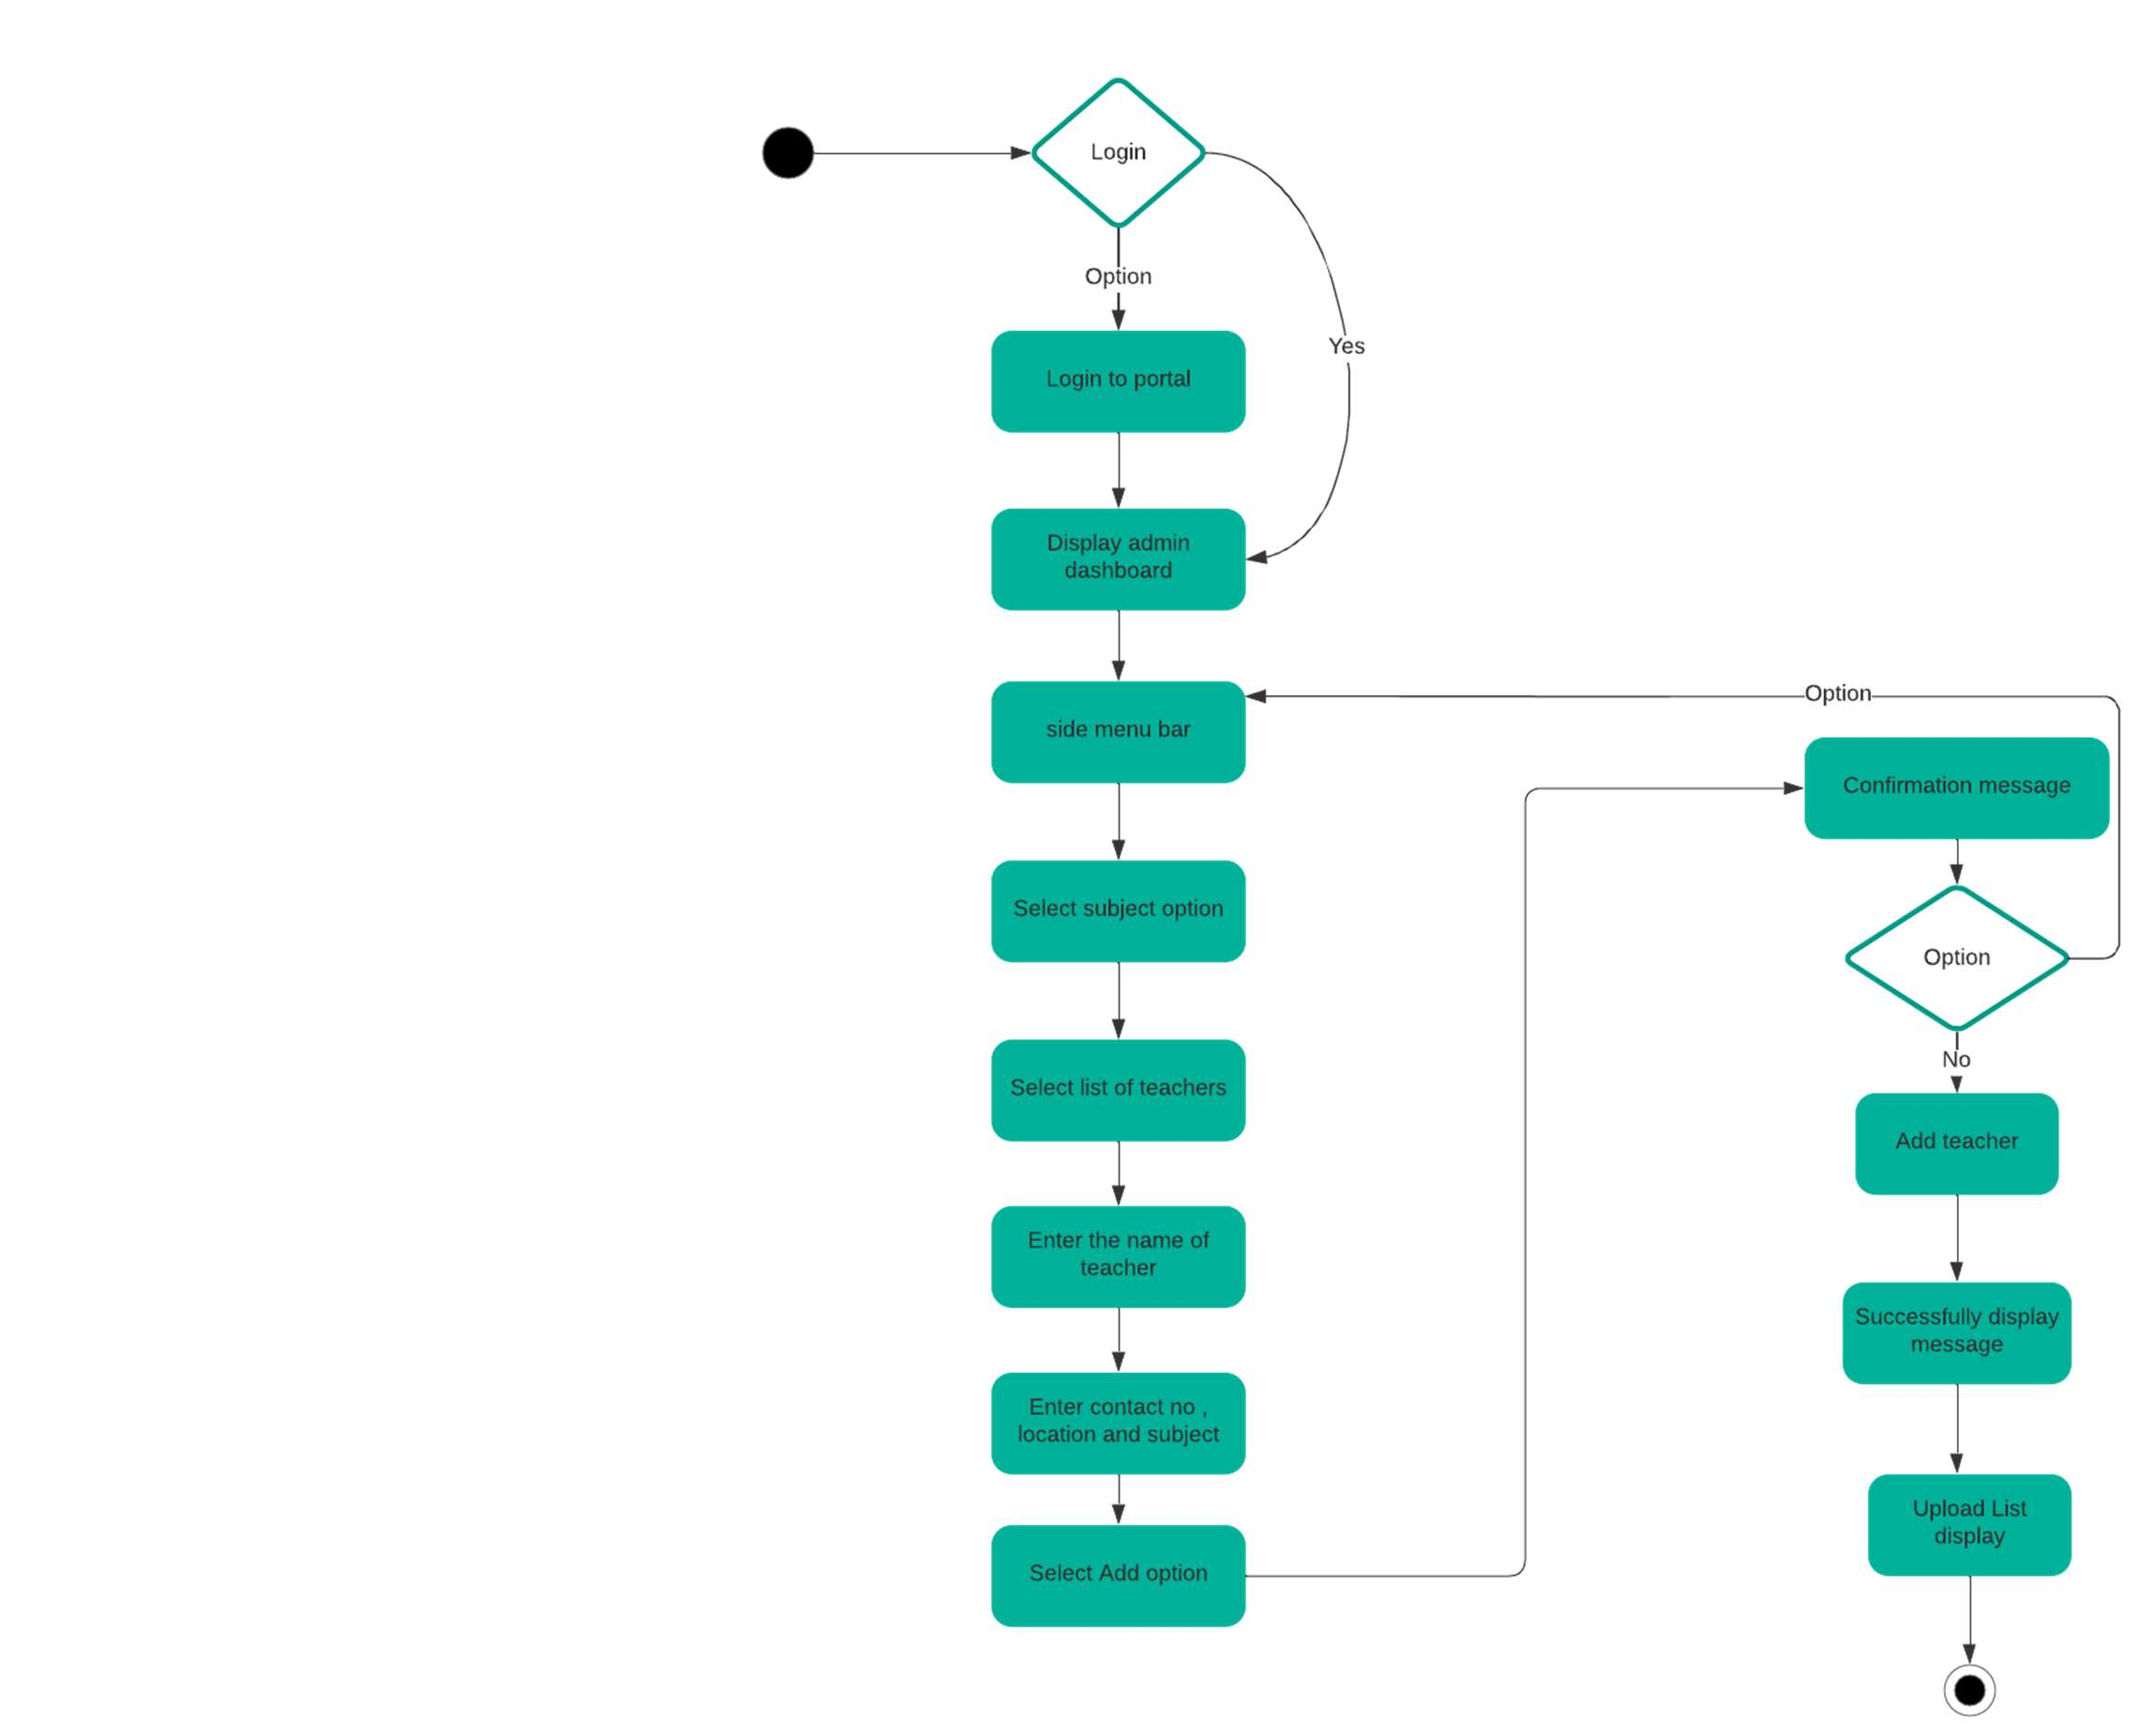 Login
Option
Yes
Login to portal
Display admin
dashboard
side menu bar
Select subject option
Select list of teachers
Enter the name of
teacher
Enter contact no ,
location and subject
Select Add option
Option
Confirmation message
Option
No
Add teacher
Successfully display
message
Upload List
display